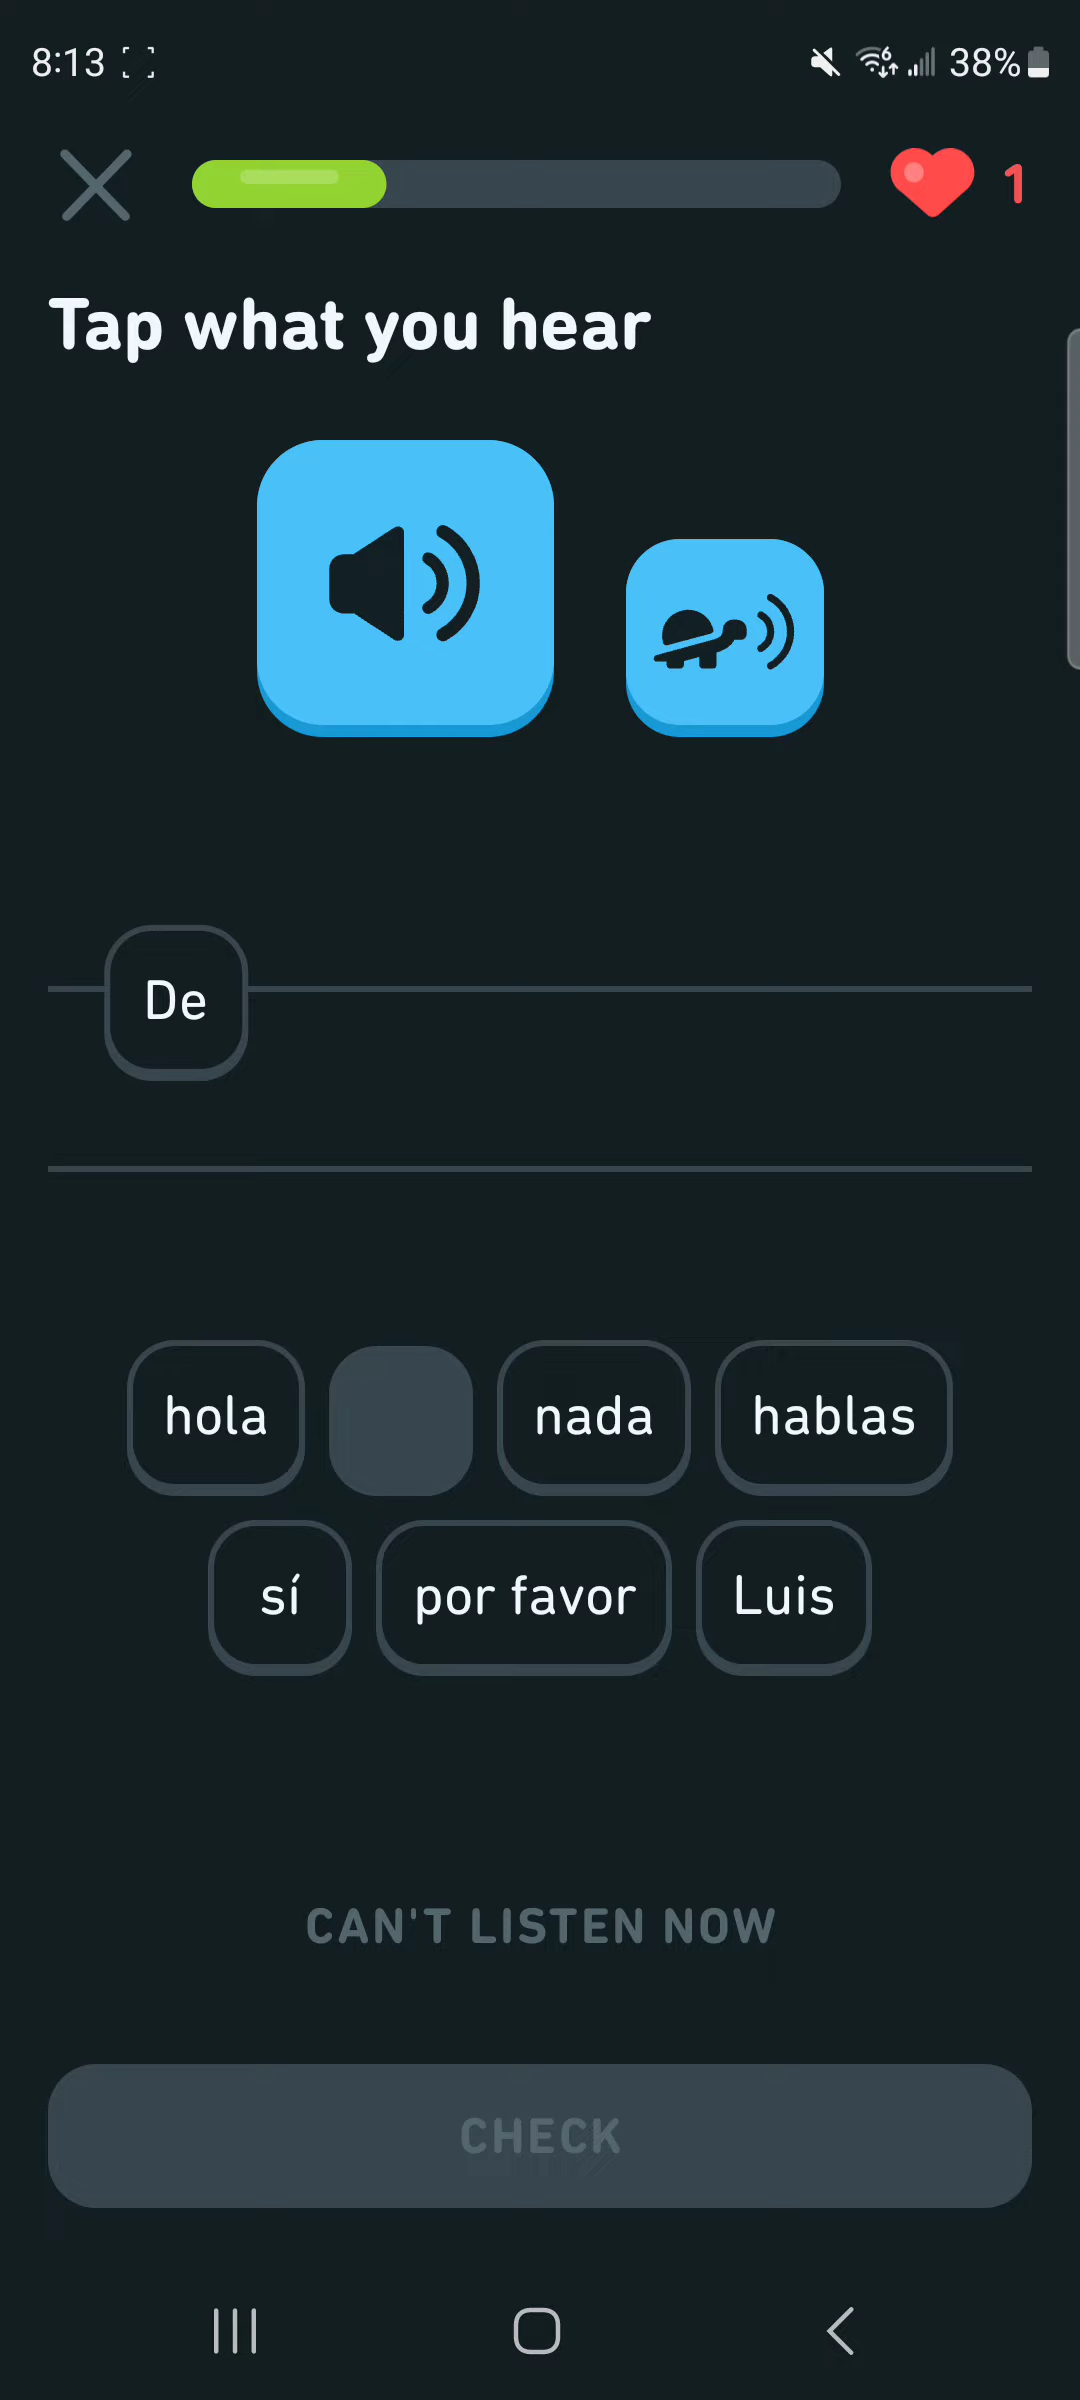 8:13 38%
1
Tap what you hear
De
hola nada hablas
sí por favor Luis
CAN'T LISTEN NOW
CHECK